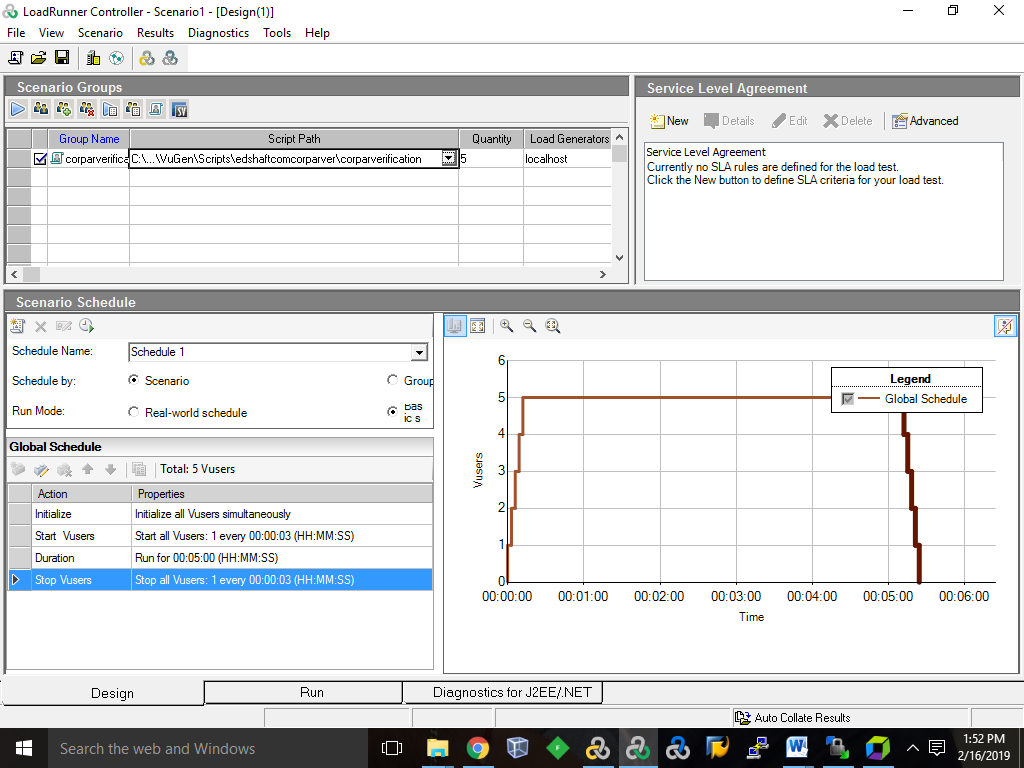 LoadRunner Controller - Scenario1 - [Design(1)]
File View Scenario Results Diagnostics Tools Help
Scenario Groups
Group Name Script Path Quantity Load Generators
corparverifica C:\...\VuGen\Scripts\edshaftcomcorparver\corparverification 5 localhost
Service Level Agreement
New Details Edit Delete Advanced
Service Level Agreement
Currently no SLA rules are defined for the load test.
Click the New button to define SLA criteria for your load test.
Scenario Schedule
Schedule Name: Schedule 1
Schedule by: Scenario Group
Run Mode: Real-world schedule Bas
ic s
Global Schedule
Total: 5 Vusers
Action Properties
Initialize Initialize all Vusers simultaneously
Start Vusers Start all Vusers: 1 every 00:00:03 (HH:MM:SS)
Duration Run for 00:05:00 (HH:MM:SS)
Stop Vusers Stop all Vusers: 1 every 00:00:03 (HH:MM:SS)
6
5
4
3
2
1
0
Vusers
Legend
Global Schedule
00:00:00 00:01:00 00:02:00 00:03:00 00:04:00 00:05:00 00:06:00
Time
Design Run Diagnostics for J2EE/.NET
Auto Collate Results
Search the web and Windows
1:52 PM
2/16/2019